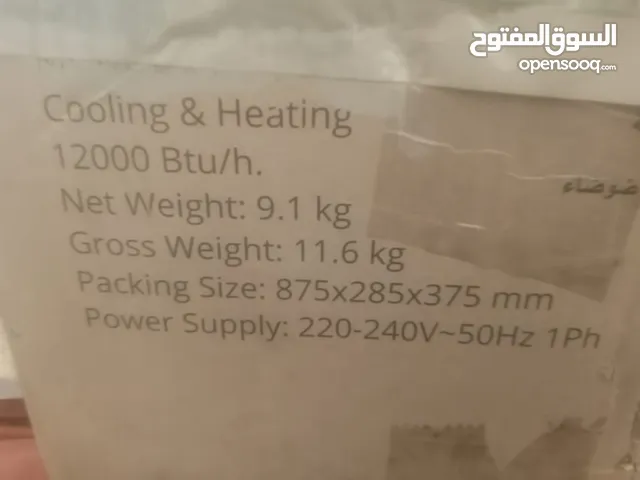 السوق المفتوح
opensooq.com
Cooling & Heating
12000 Btu/h.
ضوضاء
Net Weight: 9.1 kg
Gross Weight: 11.6 kg
Packing Size: 875x285x375 mm
Power Supply: 220-240V~50Hz 1Ph